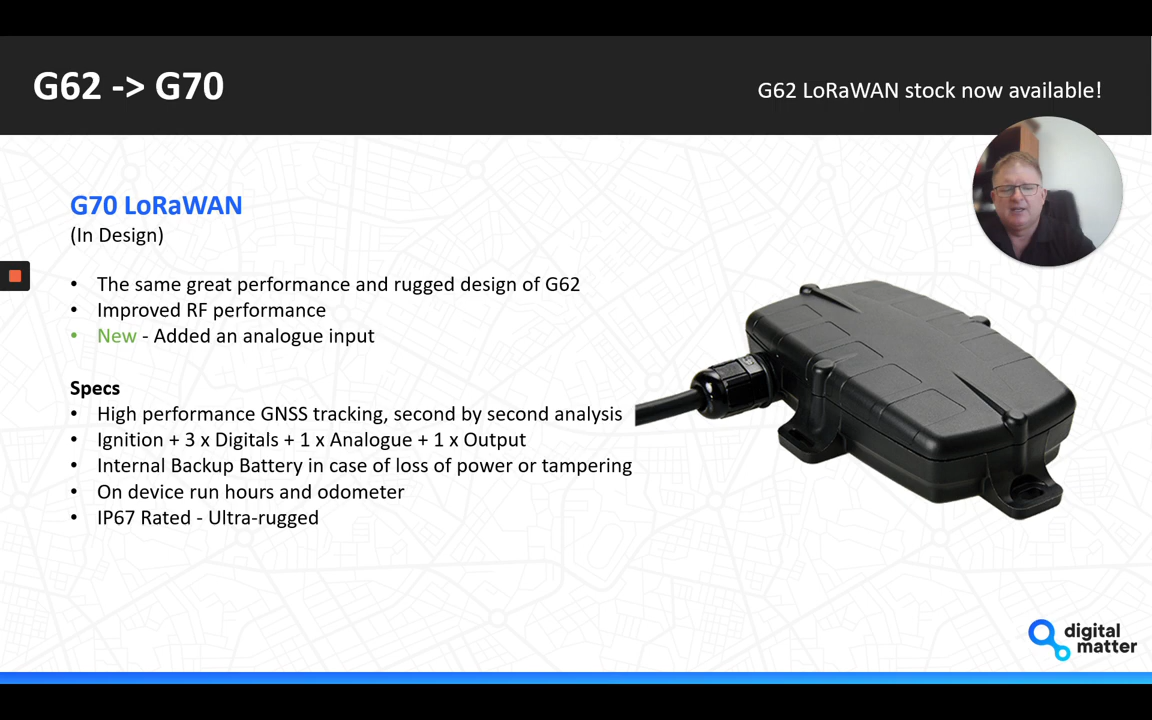 G62 -> G70
G62 LoRaWAN stock now available!
G70 LoRaWAN
(In Design)
• The same great performance and rugged design of G62
• Improved RF performance
• New - Added an analogue input
Specs
• High performance GNSS tracking, second by second analysis
• Ignition + 3 x Digitals + 1 x Analogue + 1 x Output
• Internal Backup Battery in case of loss of power or tampering
• On device run hours and odometer
• IP67 Rated - Ultra-rugged
digital
matter